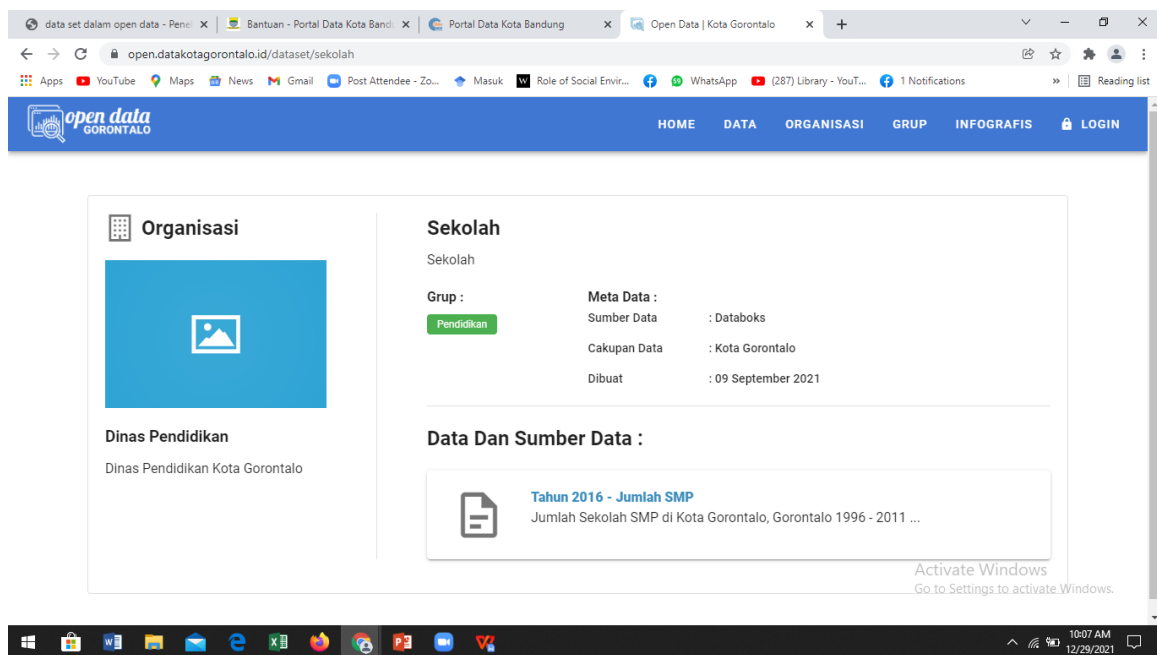 data set dalam open data - Penel
Bantuan - Portal Data Kota Band
Portal Data Kota Bandung
Open Data | Kota Gorontalo
open.datakotagorontalo.id/dataset/sekolah
Apps YouTube Maps News Gmail Post Attendee - Zo... Masuk Role of Social Envir... WhatsApp (287) Library - YouT... 1 Notifications » Reading list
open data
GORONTALO
HOME DATA ORGANISASI GRUP INFOGRAFIS LOGIN
Organisasi
Dinas Pendidikan
Dinas Pendidikan Kota Gorontalo
Sekolah
Sekolah
Grup :
Pendidikan
Meta Data :
Sumber Data : Databoks
Cakupan Data : Kota Gorontalo
Dibuat : 09 September 2021
Data Dan Sumber Data :
Tahun 2016 - Jumlah SMP
Jumlah Sekolah SMP di Kota Gorontalo, Gorontalo 1996 - 2011 ...
Activate Windows
Go to Settings to activate Windows.
10:07 AM
12/29/2021